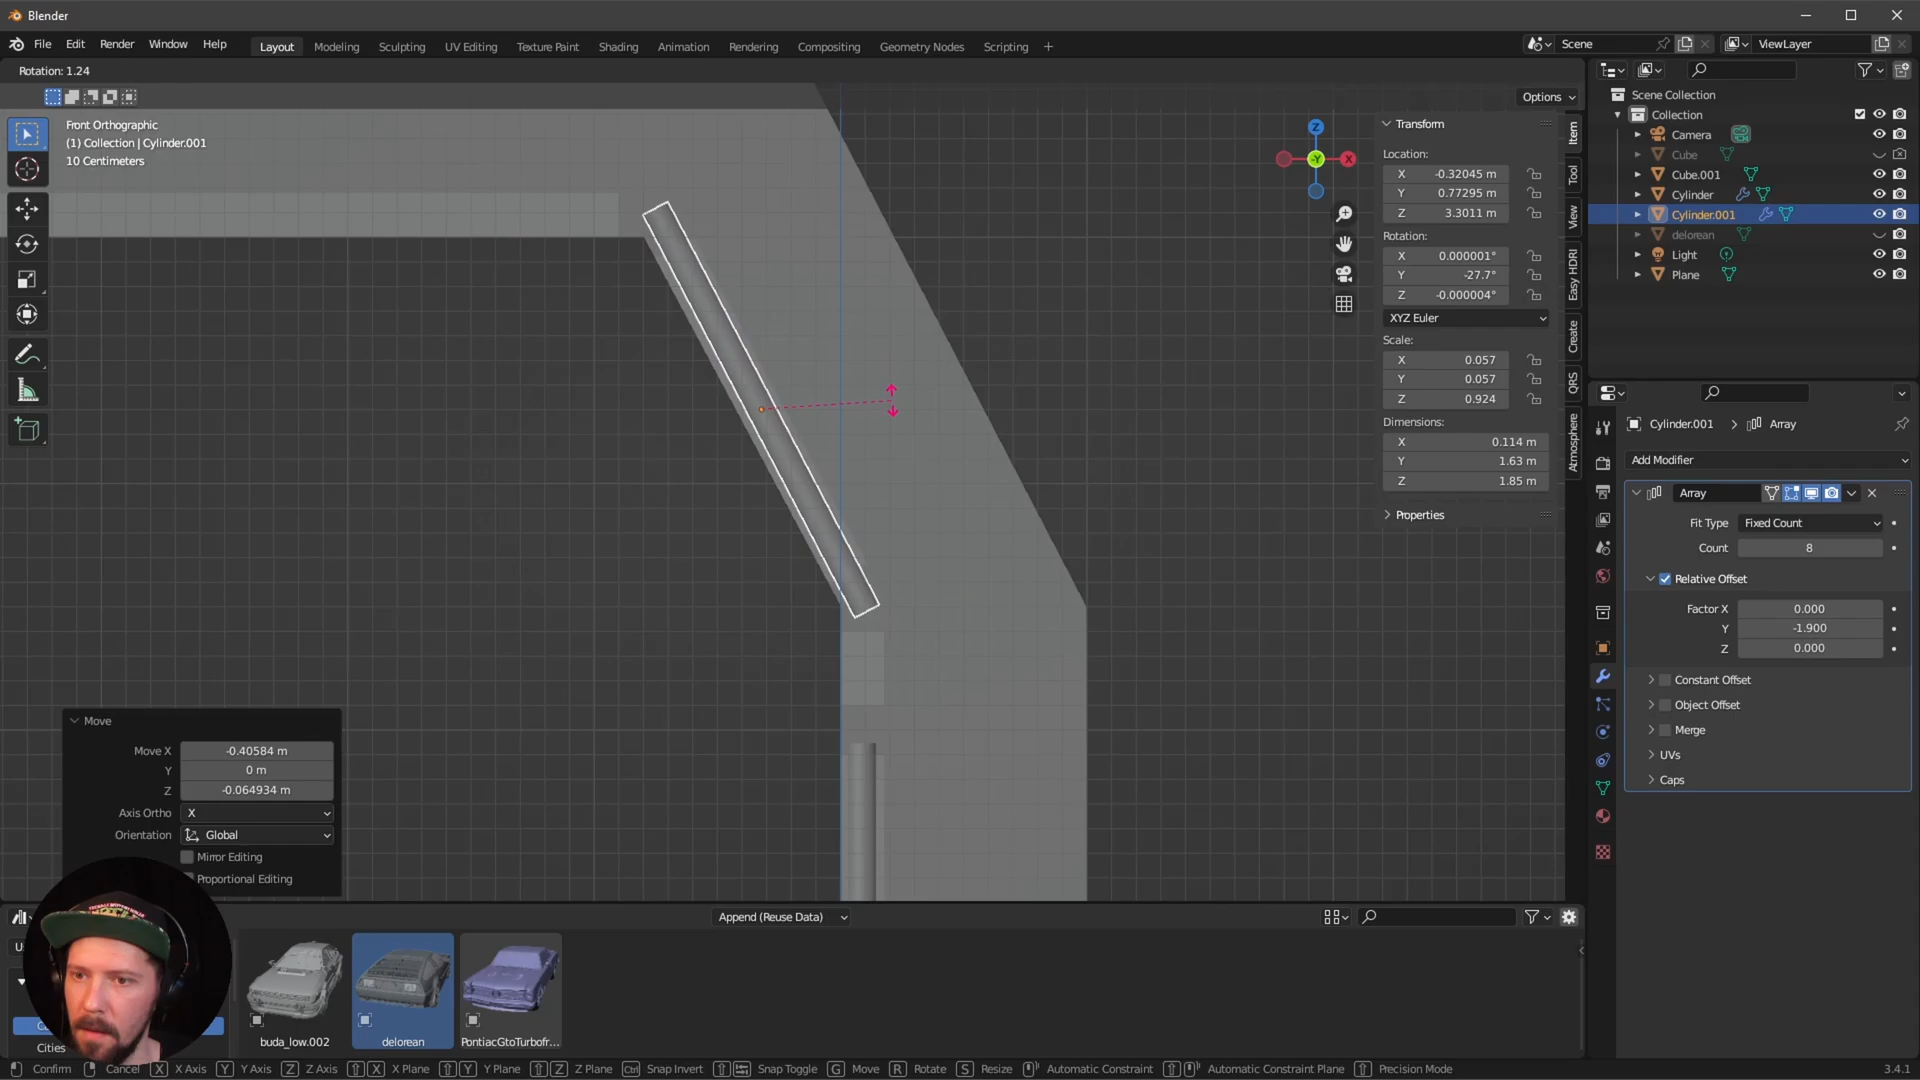 Blender
File Edit Render Window Help Layout Modeling Sculpting UV Editing Texture Paint Shading Animation Rendering Compositing Geometry Nodes Scripting + Scene ViewLayer
Rotation: 1.24
Options
Front Orthographic
(1) Collection | Cylinder.001
10 Centimeters
Z
-Y
X
Transform
Location:
X -0.32045 m
Y 0.77295 m
Z 3.3011 m
Rotation:
X 0.000001°
Y -27.7°
Z -0.000004°
XYZ Euler
Scale:
X 0.057
Y 0.057
Z 0.924
Dimensions:
X 0.114 m
Y 1.63 m
Z 1.85 m
Properties
Item
Tool
View
Easy HDRI
Create
QRS
Atmosphere
Scene Collection
Collection
Camera
Cube
Cube.001
Cylinder
Cylinder.001
delorean
Light
Plane
Cylinder.001 > Array
Add Modifier
Array
Fit Type Fixed Count
Count 8
Relative Offset
Factor X 0.000
Y -1.900
Z 0.000
Constant Offset
Object Offset
Merge
UVs
Caps
Move
Move X -0.40584 m
Y 0 m
Z -0.064934 m
Axis Ortho X
Orientation Global
Mirror Editing
Proportional Editing
Append (Reuse Data)
buda_low.002
delorean
PontiacGtoTurbofr...
Cities
Confirm Cancel X X Axis Y Y Axis Z Z Axis X X Plane Y Y Plane Z Z Plane Ctrl Snap Invert Snap Toggle G Move R Rotate S Resize Automatic Constraint Automatic Constraint Plane Precision Mode 3.4.1